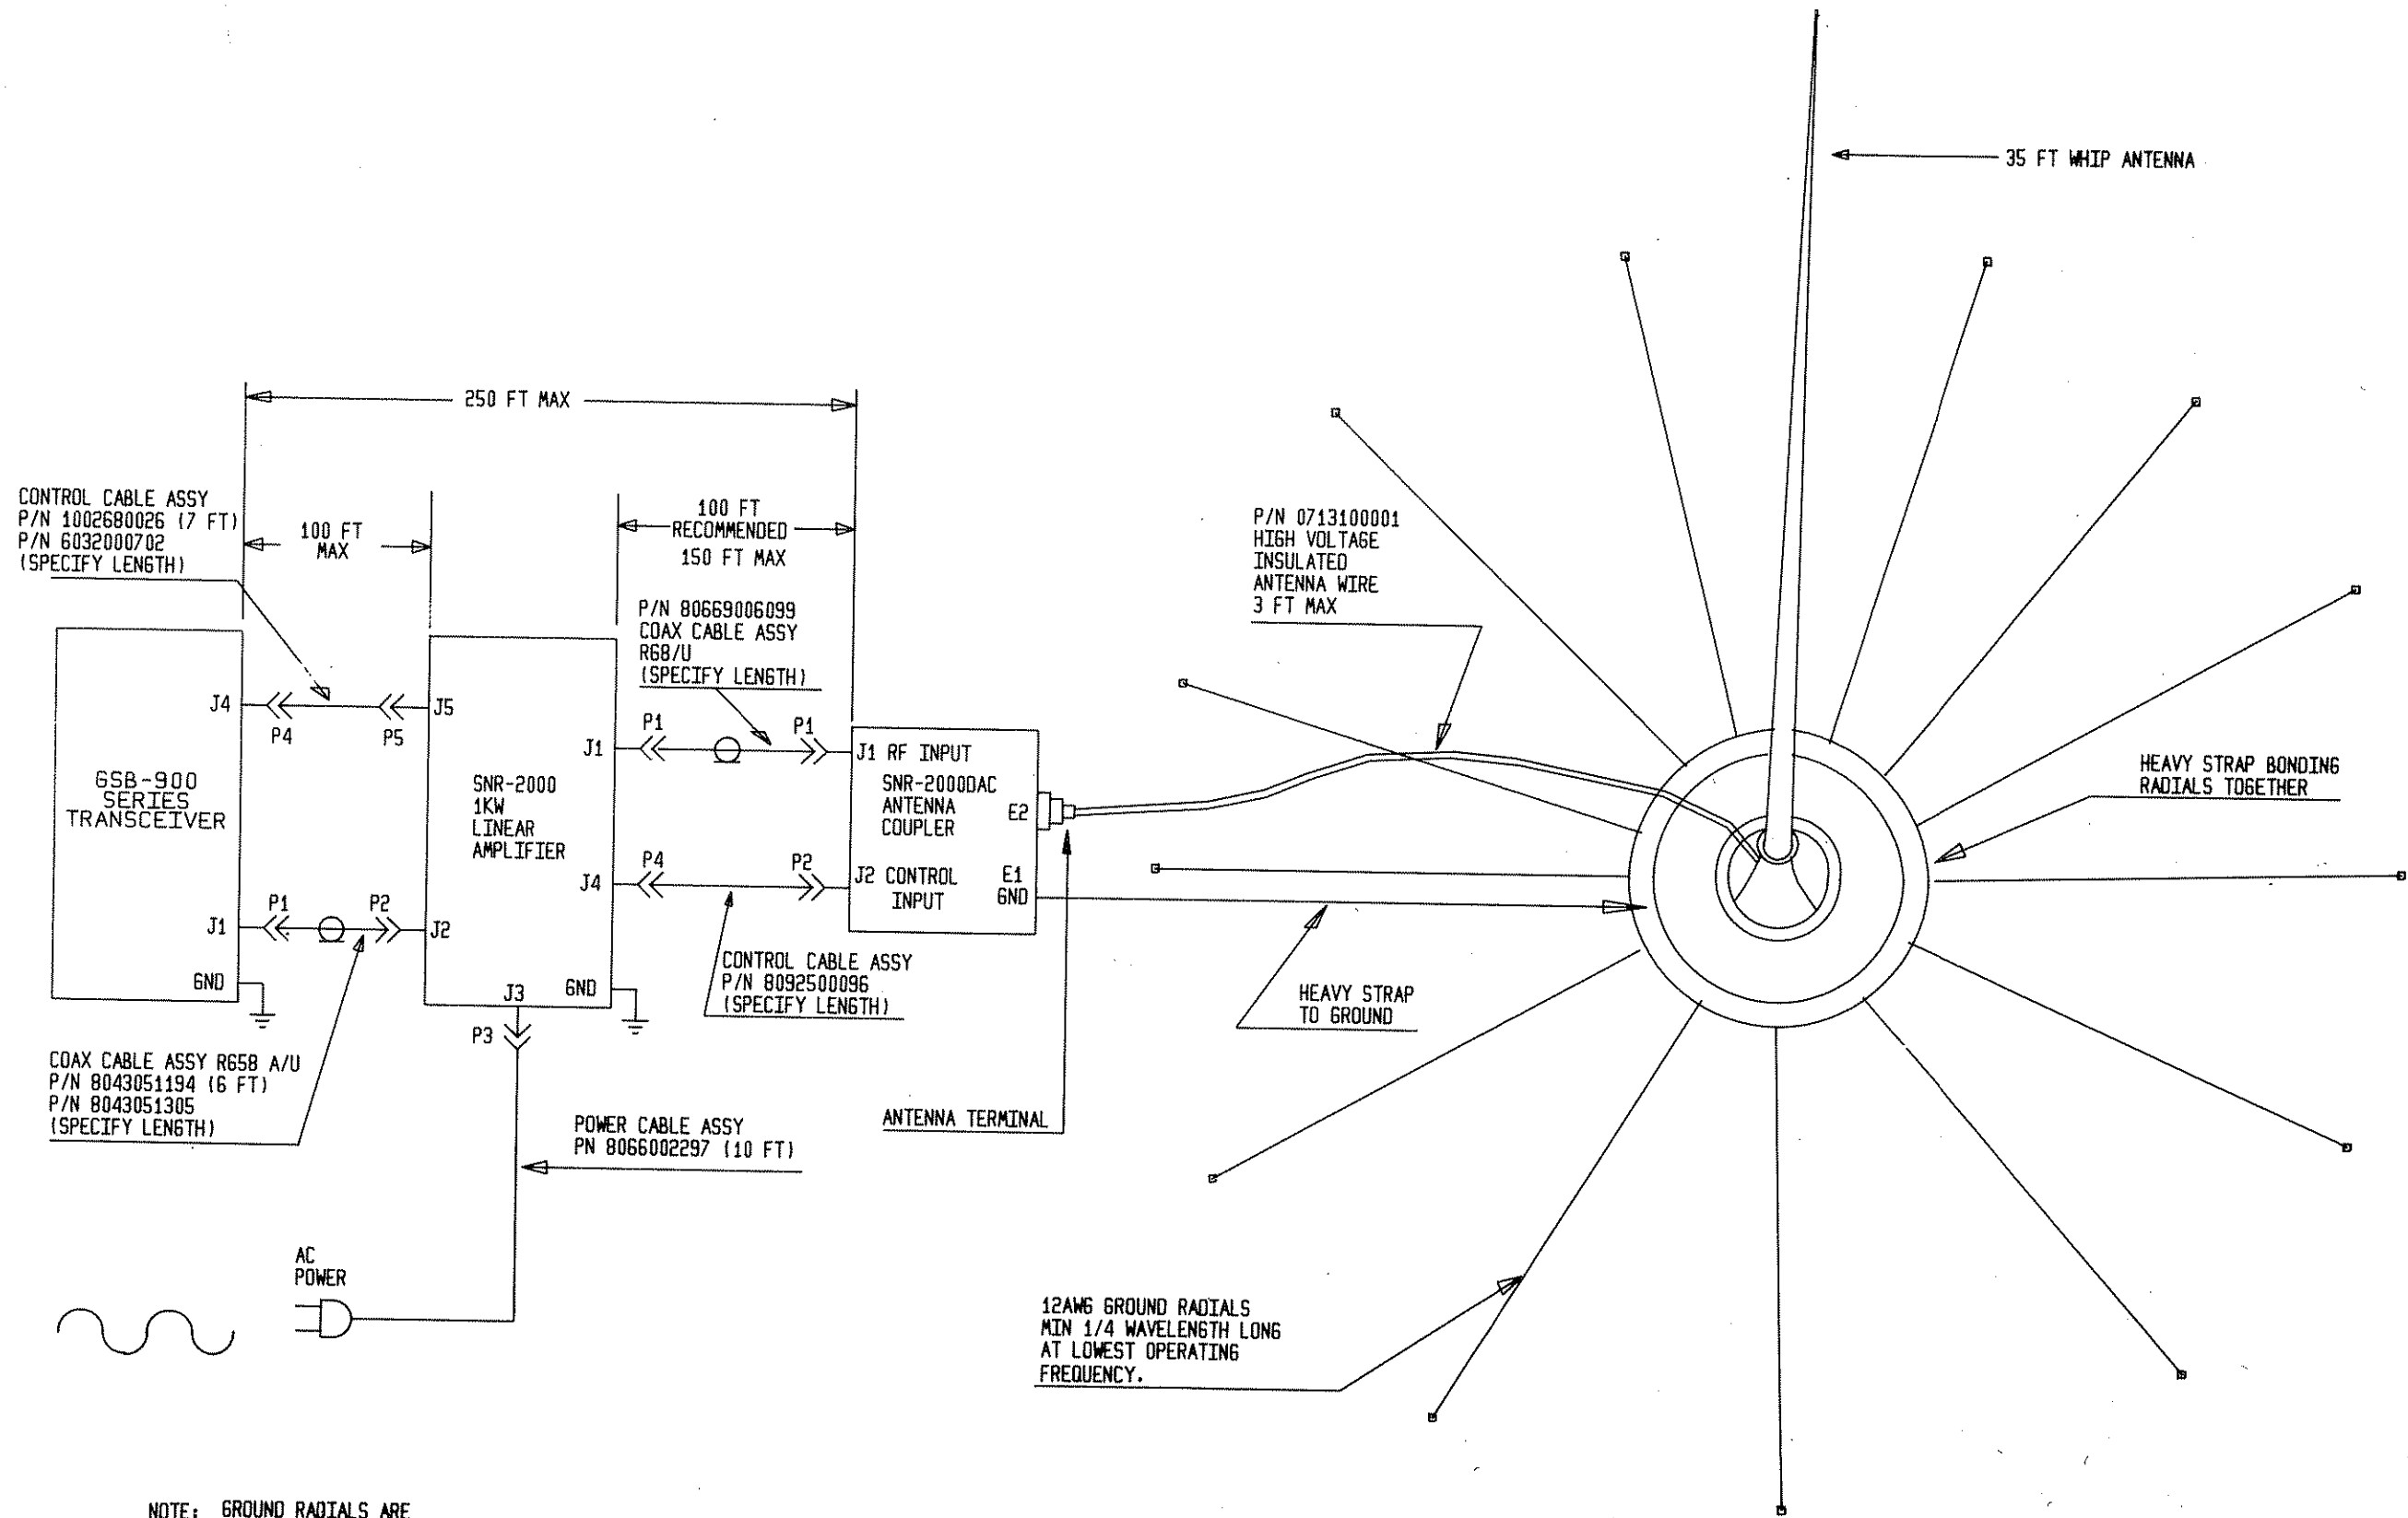 35 FT WHIP ANTENNA
250 FT MAX
CONTROL CABLE ASSY
P/N 1002680026 (7 FT)
P/N 6032000702
(SPECIFY LENGTH)
100 FT
MAX
100 FT
RECOMMENDED
150 FT MAX
P/N 80669006099
COAX CABLE ASSY
RG8/U
(SPECIFY LENGTH)
P/N 0713100001
HIGH VOLTAGE
INSULATED
ANTENNA WIRE
3 FT MAX
J4
P4
P5
J5
GSB-900
SERIES
TRANSCEIVER
J1
P1
P2
J2
GND
SNR-2000
1KW
LINEAR
AMPLIFIER
J1
P1
P1
J4
P4
P2
J3
GND
P3
J1 RF INPUT
SNR-2000DAC
ANTENNA
COUPLER
E2
J2 CONTROL
INPUT
E1
GND
HEAVY STRAP BONDING
RADIALS TOGETHER
CONTROL CABLE ASSY
P/N 8092500096
(SPECIFY LENGTH)
HEAVY STRAP
TO GROUND
COAX CABLE ASSY RG58 A/U
P/N 8043051194 (6 FT)
P/N 8043051305
(SPECIFY LENGTH)
POWER CABLE ASSY
PN 8066002297 (10 FT)
ANTENNA TERMINAL
AC
POWER
12AWG GROUND RADIALS
MIN 1/4 WAVELENGTH LONG
AT LOWEST OPERATING
FREQUENCY.
NOTE: GROUND RADIALS ARE